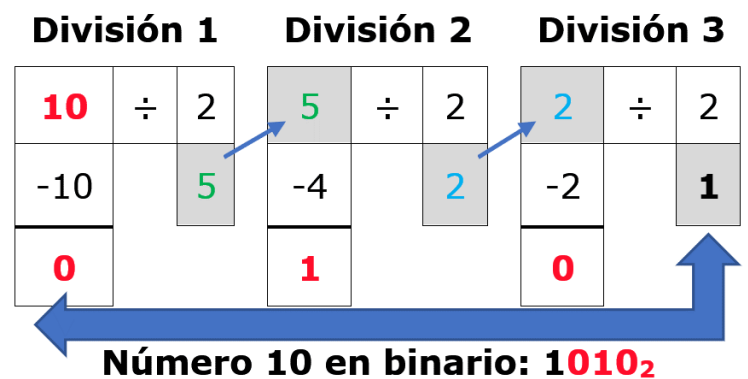 División 1 División 2 División 3
10 ÷ 2 5 ÷ 2 2 ÷ 2
-10 5 -4 2 -2 1
0 1 0
Número 10 en binario: 1010₂